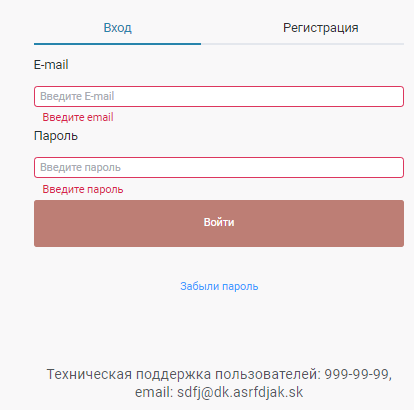 Вход Регистрация
E-mail
Введите E-mail
Введите email
Пароль
Введите пароль
Введите пароль
Войти
Забыли пароль
Техническая поддержка пользователей: 999-99-99,
email: sdfj@dk.asrfdjak.sk